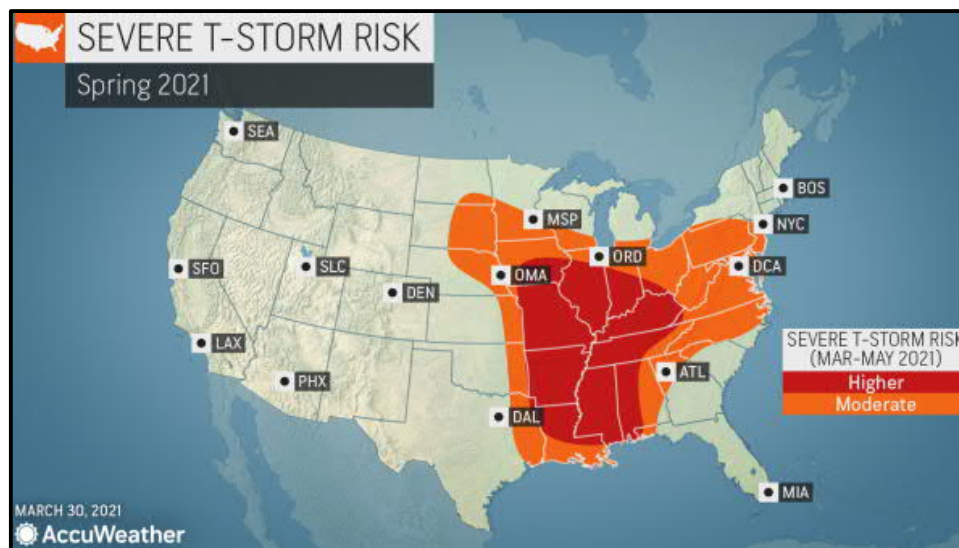 SEVERE T-STORM RISK
Spring 2021
SEA
MSP
BOS
NYC
ORD
DCA
SFO
SLC
OMA
DEN
LAX
PHX
ATL
DAL
MIA
SEVERE T-STORM RISK
(MAR-MAY 2021)
Higher
Moderate
MARCH 30, 2021
AccuWeather